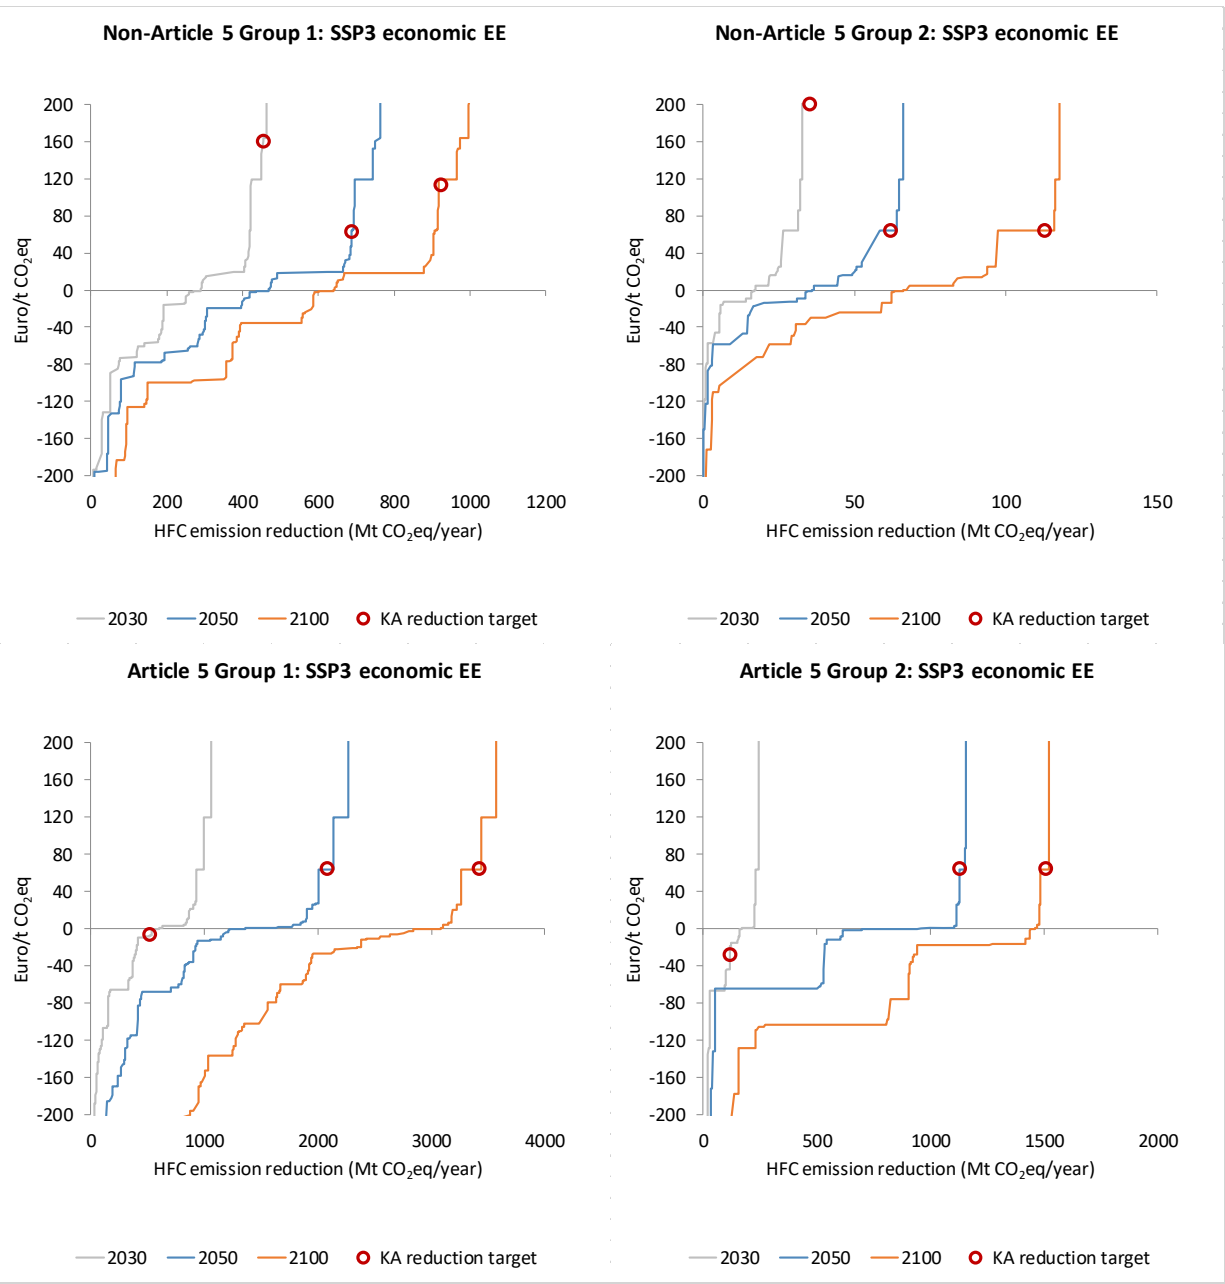 Non-Article 5 Group 1: SSP3 economic EE
Euro/t CO₂eq
200
160
120
80
40
0
-40
-80
-120
-160
-200
0 200 400 600 800 1000 1200
HFC emission reduction (Mt CO₂eq/year)
2030 2050 2100 KA reduction target
Non-Article 5 Group 2: SSP3 economic EE
Euro/t CO₂eq
200
160
120
80
40
0
-40
-80
-120
-160
-200
0 50 100 150
HFC emission reduction (Mt CO₂eq/year)
2030 2050 2100 KA reduction target
Article 5 Group 1: SSP3 economic EE
Euro/t CO₂eq
200
160
120
80
40
0
-40
-80
-120
-160
-200
0 1000 2000 3000 4000
HFC emission reduction (Mt CO₂eq/year)
2030 2050 2100 KA reduction target
Article 5 Group 2: SSP3 economic EE
Euro/t CO₂eq
200
160
120
80
40
0
-40
-80
-120
-160
-200
0 500 1000 1500 2000
HFC emission reduction (Mt CO₂eq/year)
2030 2050 2100 KA reduction target